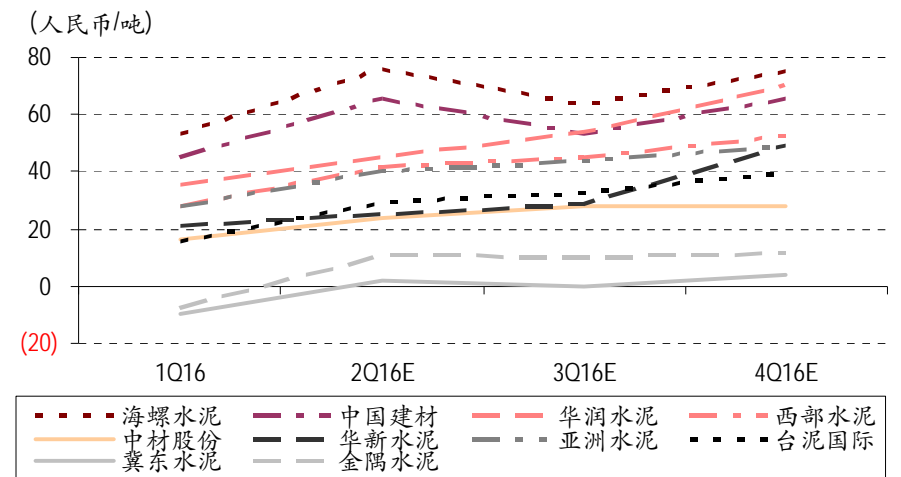 (人民币/吨)
80
60
40
20
0
(20)
1Q16 2Q16E 3Q16E 4Q16E
海螺水泥 中国建材 华润水泥 西部水泥
中材股份 华新水泥 亚洲水泥 台泥国际
冀东水泥 金隅水泥